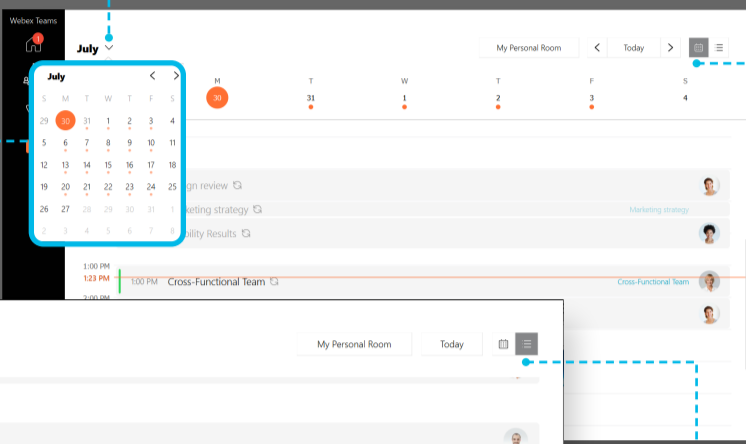 Webex Teams
1
July
My Personal Room
Today
July
S M T W T F S
29 30 31 1 2 3 4
5 6 7 8 9 10 11
12 13 14 15 16 17 18
19 20 21 22 23 24 25
26 27 28 29 30 31 1
2 3 4 5 6 7 8
M T W T F S
30 31 1 2 3 4
review
strategy
Marketing strategy
Results
1:00 PM
1:23 PM
1:00 PM Cross-Functional Team
Cross-Functional Team
2:00 PM
My Personal Room
Today